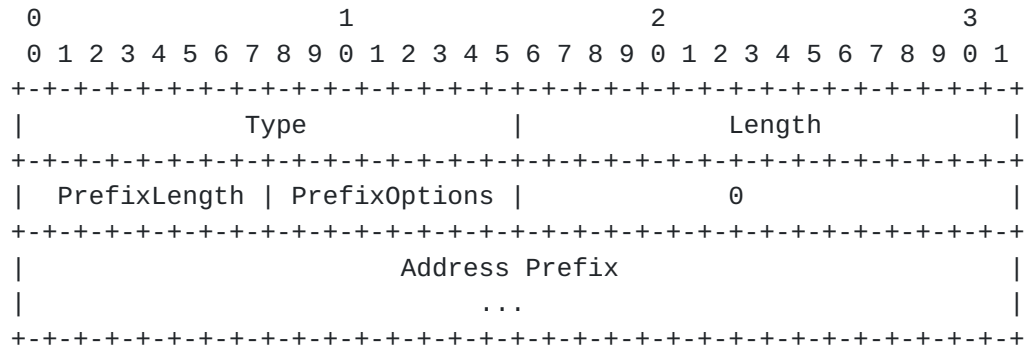 0                   1                   2                   3
 0 1 2 3 4 5 6 7 8 9 0 1 2 3 4 5 6 7 8 9 0 1 2 3 4 5 6 7 8 9 0 1
+-+-+-+-+-+-+-+-+-+-+-+-+-+-+-+-+-+-+-+-+-+-+-+-+-+-+-+-+-+-+-+-+
|              Type             |             Length            |
+-+-+-+-+-+-+-+-+-+-+-+-+-+-+-+-+-+-+-+-+-+-+-+-+-+-+-+-+-+-+-+-+
|  PrefixLength | PrefixOptions |             0                 |
+-+-+-+-+-+-+-+-+-+-+-+-+-+-+-+-+-+-+-+-+-+-+-+-+-+-+-+-+-+-+-+-+
|                        Address Prefix                         |
|                             ...                               |
+-+-+-+-+-+-+-+-+-+-+-+-+-+-+-+-+-+-+-+-+-+-+-+-+-+-+-+-+-+-+-+-+